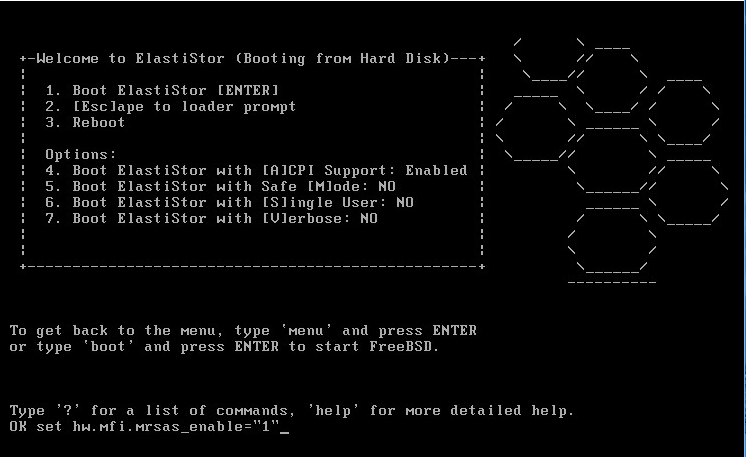 +-Welcome to ElastiStor (Booting from Hard Disk)---+
1. Boot ElastiStor [ENTER]
2. [Esc]ape to loader prompt
3. Reboot
Options:
4. Boot ElastiStor with [A]CPI Support: Enabled
5. Boot ElastiStor with Safe [M]ode: NO
6. Boot ElastiStor with [S]ingle User: NO
7. Boot ElastiStor with [V]erbose: NO
To get back to the menu, type `menu' and press ENTER
or type `boot' and press ENTER to start FreeBSD.
Type '?' for a list of commands, 'help' for more detailed help.
OK set hw.mfi.mrsas_enable="1"_